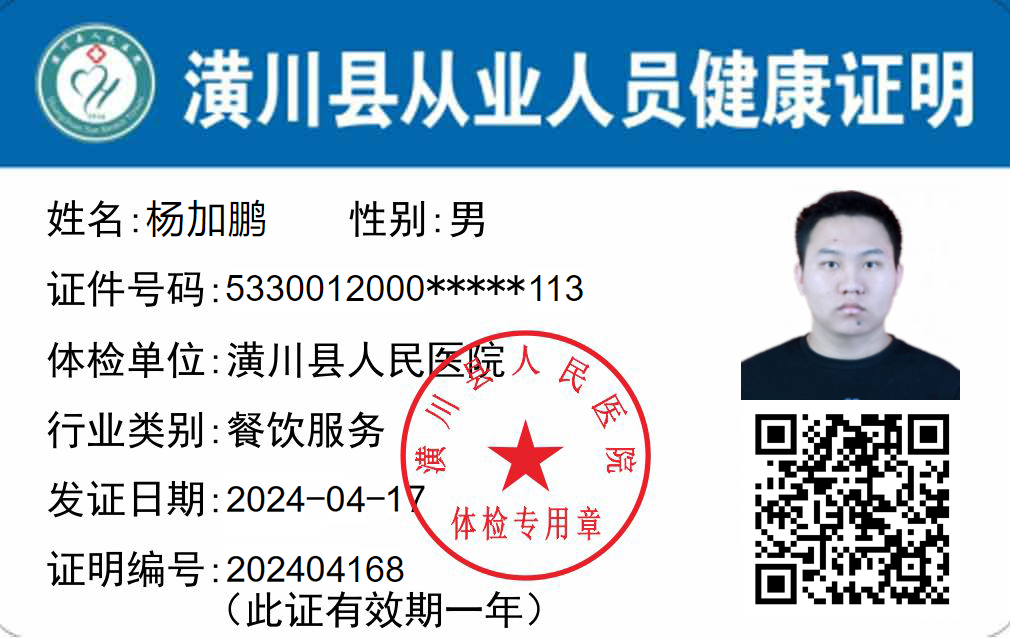 潢川县从业人员健康证明
姓名:杨加鹏 性别:男
证件号码:5330012000*****113
体检单位:潢川县人民医院
行业类别:餐饮服务
发证日期:2024-04-17
证明编号:202404168
（此证有效期一年）
潢川县人民医院
体检专用章